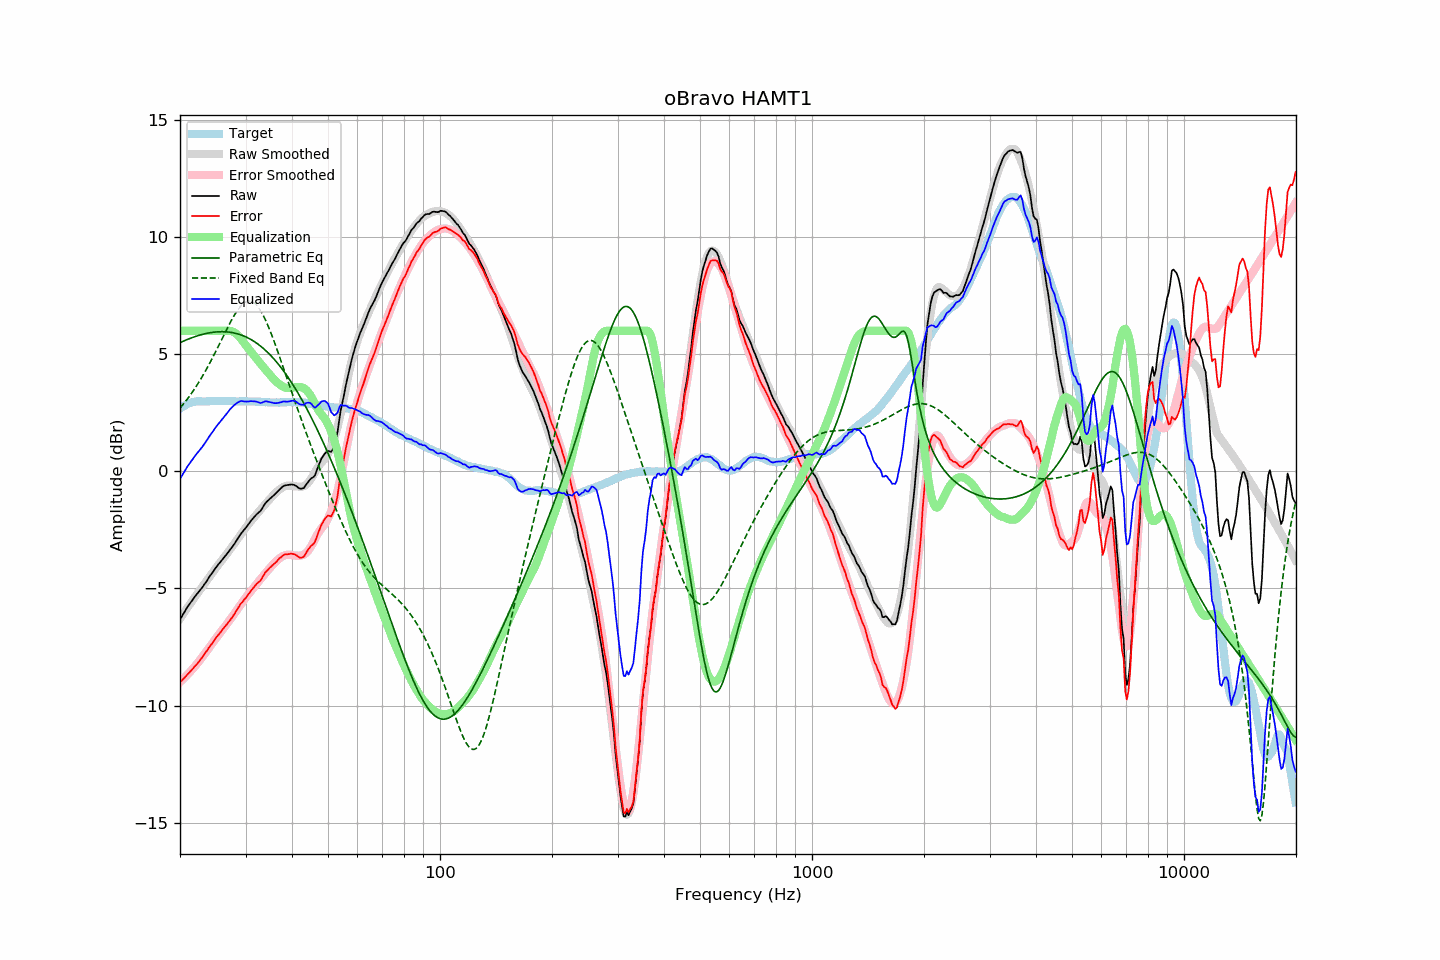 oBravo HAMT1
15
10
5
0
−5
−10
−15
Amplitude (dBr)
Target
Raw Smoothed
Error Smoothed
Raw
Error
Equalization
Parametric Eq
Fixed Band Eq
Equalized
100
1000
10000
Frequency (Hz)